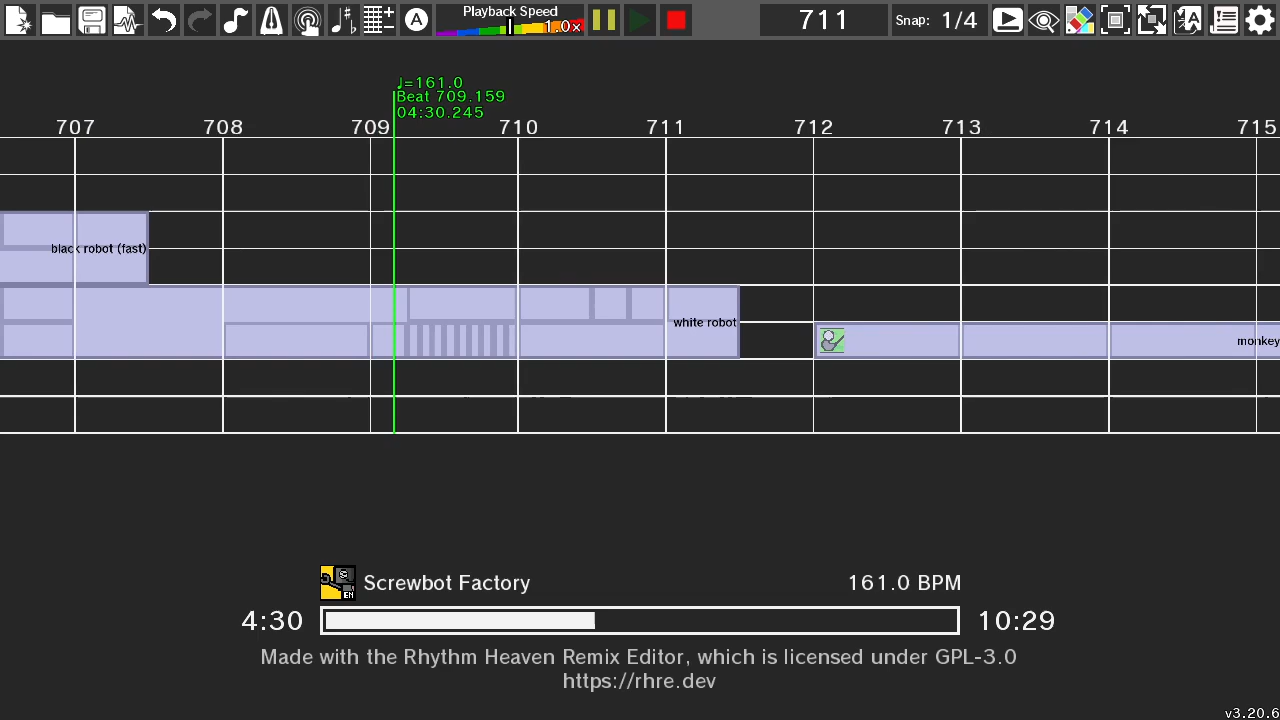 Playback Speed
1.0x
A
711
Snap: 1/4
A
♩=161.0
Beat 709.159
04:30.245
707 708 709 710 711 712 713 714 715
black robot (fast)
white robot
monkey
EN
Screwbot Factory
161.0 BPM
4:30
10:29
Made with the Rhythm Heaven Remix Editor, which is licensed under GPL-3.0
https://rhre.dev
v3.20.6